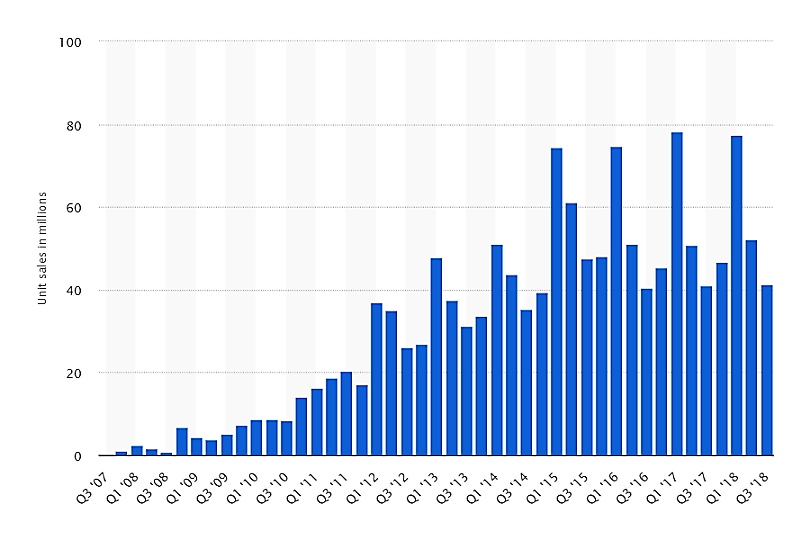 100
80
60
40
20
0
Unit sales in millions
Q3 '07
Q1 '08
Q3 '08
Q1 '09
Q3 '09
Q1 '10
Q3 '10
Q1 '11
Q3 '11
Q1 '12
Q3 '12
Q1 '13
Q3 '13
Q1 '14
Q3 '14
Q1 '15
Q3 '15
Q1 '16
Q3 '16
Q1 '17
Q3 '17
Q1 '18
Q3 '18